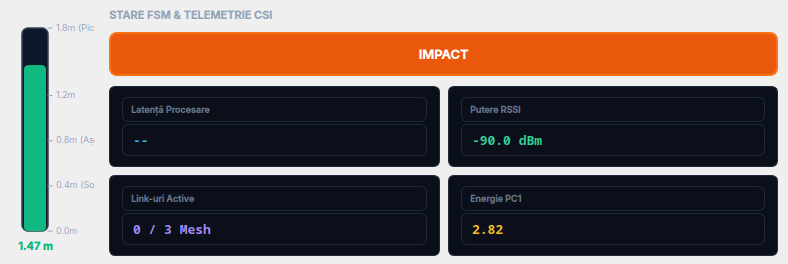 STARE FSM & TELEMETRIE CSI
1.8m (Pic
IMPACT
1.2m
0.8m (Aș
0.4m (So
0.0m
1.47 m
Latență Procesare
--
Putere RSSI
-90.0 dBm
Link-uri Active
0 / 3 Mesh
Energie PC1
2.82